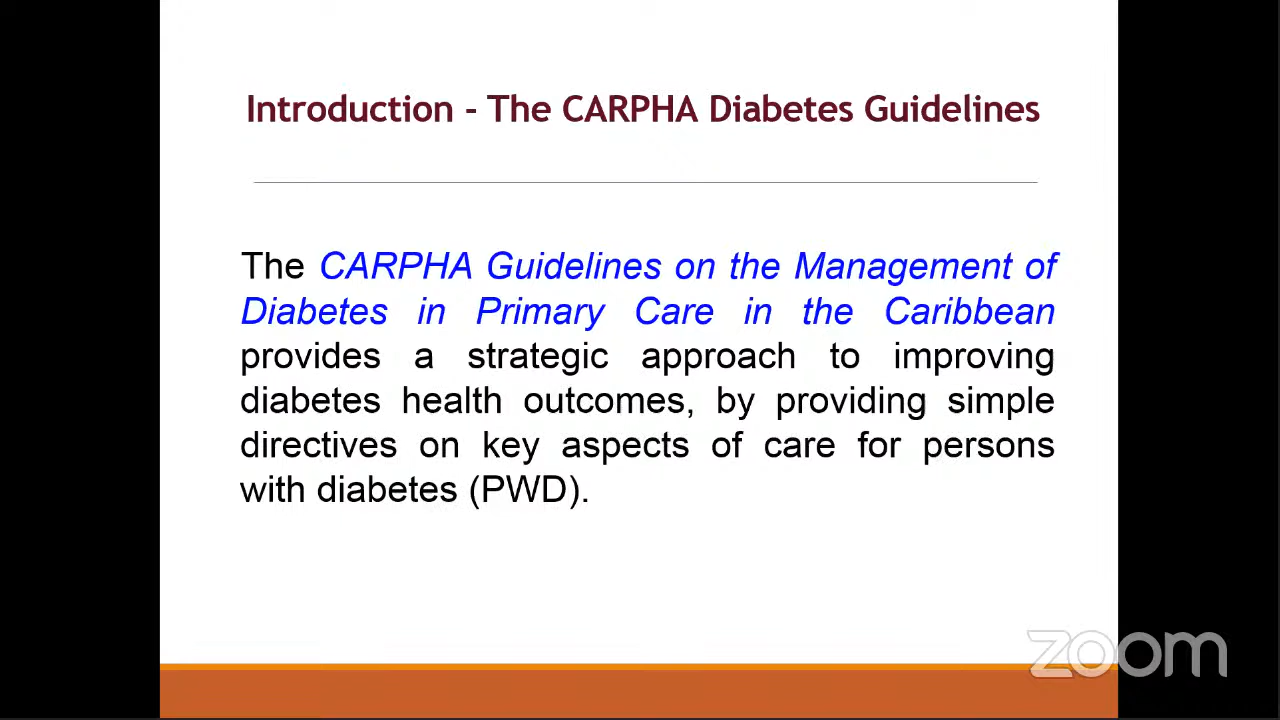 Introduction - The CARPHA Diabetes Guidelines
The CARPHA Guidelines on the Management of
Diabetes in Primary Care in the Caribbean
provides a strategic approach to improving
diabetes health outcomes, by providing simple
directives on key aspects of care for persons
with diabetes (PWD).
zoom